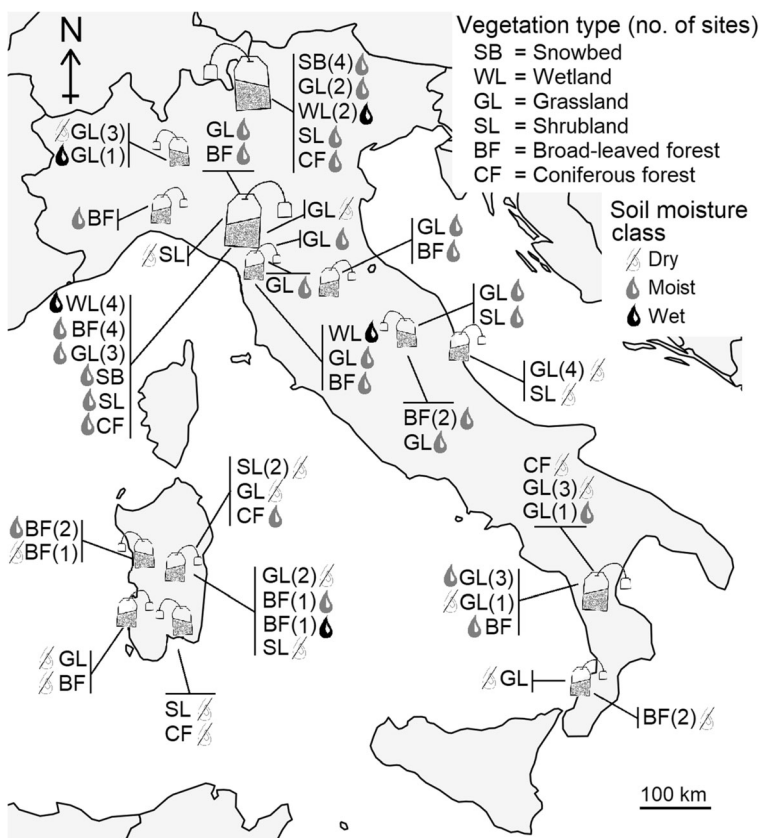 N
Vegetation type (no. of sites)
SB = Snowbed
WL = Wetland
GL = Grassland
SL = Shrubland
BF = Broad-leaved forest
CF = Coniferous forest
Soil moisture
class
Dry
Moist
Wet
SB(4)
GL(2)
WL(2)
SL
CF
GL
BF
GL(3)
GL(1)
BF
SL
GL
GL
GL
GL
BF
GL
SL
WL
GL
BF
GL(4)
SL
BF(2)
GL
WL(4)
BF(4)
GL(3)
SB
SL
CF
SL(2)
GL
CF
BF(2)
BF(1)
GL(2)
BF(1)
BF(1)
SL
GL
BF
SL
CF
CF
GL(3)
GL(1)
GL(3)
GL(1)
BF
GL
BF(2)
100 km